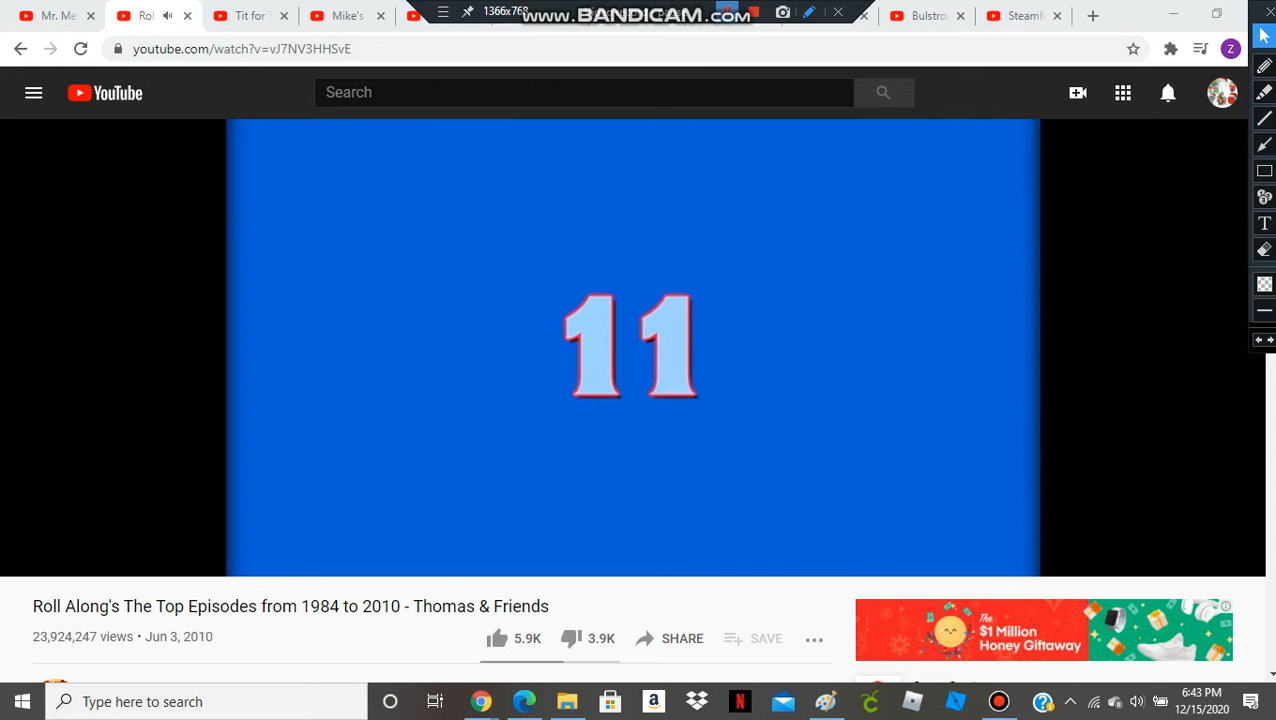 Mr. Me
Rol
Tit for T
Mike's
1366x768
www.BANDICAM.com
Bulstro
Steaml
youtube.com/watch?v=vJ7NV3HHSvE
Z
YouTube
Search
11
T
Roll Along's The Top Episodes from 1984 to 2010 - Thomas & Friends
23,924,247 views • Jun 3, 2010
5.9K
3.9K
SHARE
SAVE
The
$1 Million
Honey Giftaway
Type here to search
6:43 PM
12/15/2020